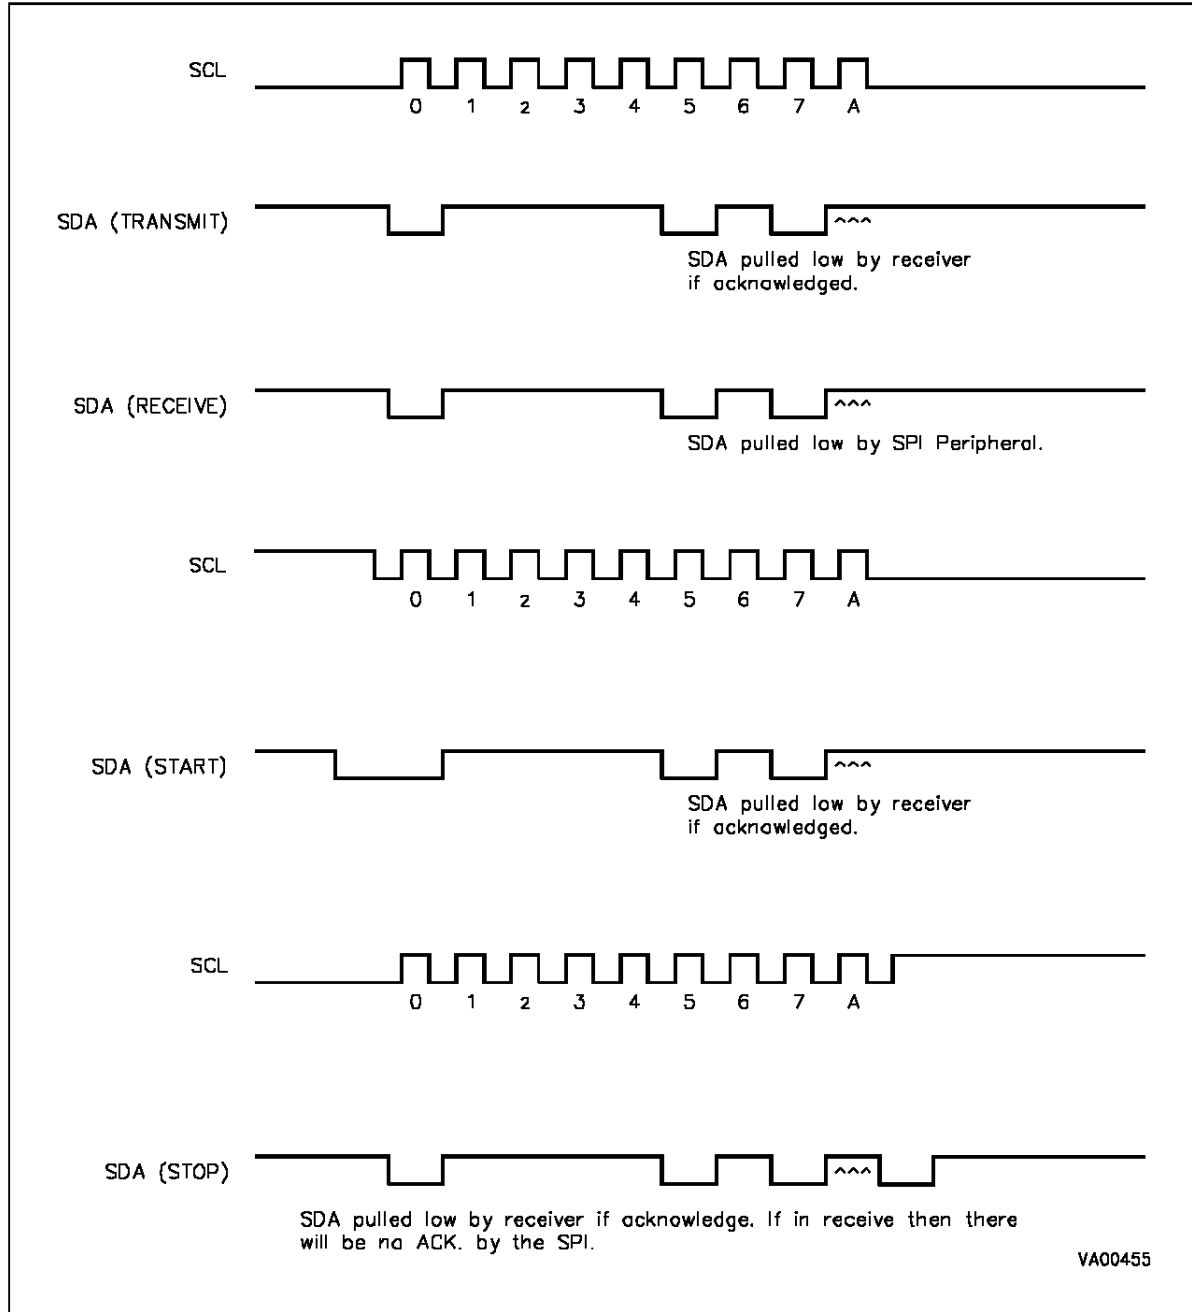 SCL
0 1 2 3 4 5 6 7 A
SDA (TRANSMIT)
^^^
SDA pulled low by receiver
if acknowledged.
SDA (RECEIVE)
^^^
SDA pulled low by SPI Peripheral.
SCL
0 1 2 3 4 5 6 7 A
SDA (START)
^^^
SDA pulled low by receiver
if acknowledged.
SCL
0 1 2 3 4 5 6 7 A
SDA (STOP)
^^^
SDA pulled low by receiver if acknowledge. If in receive then there
will be no ACK. by the SPI.
VA00455